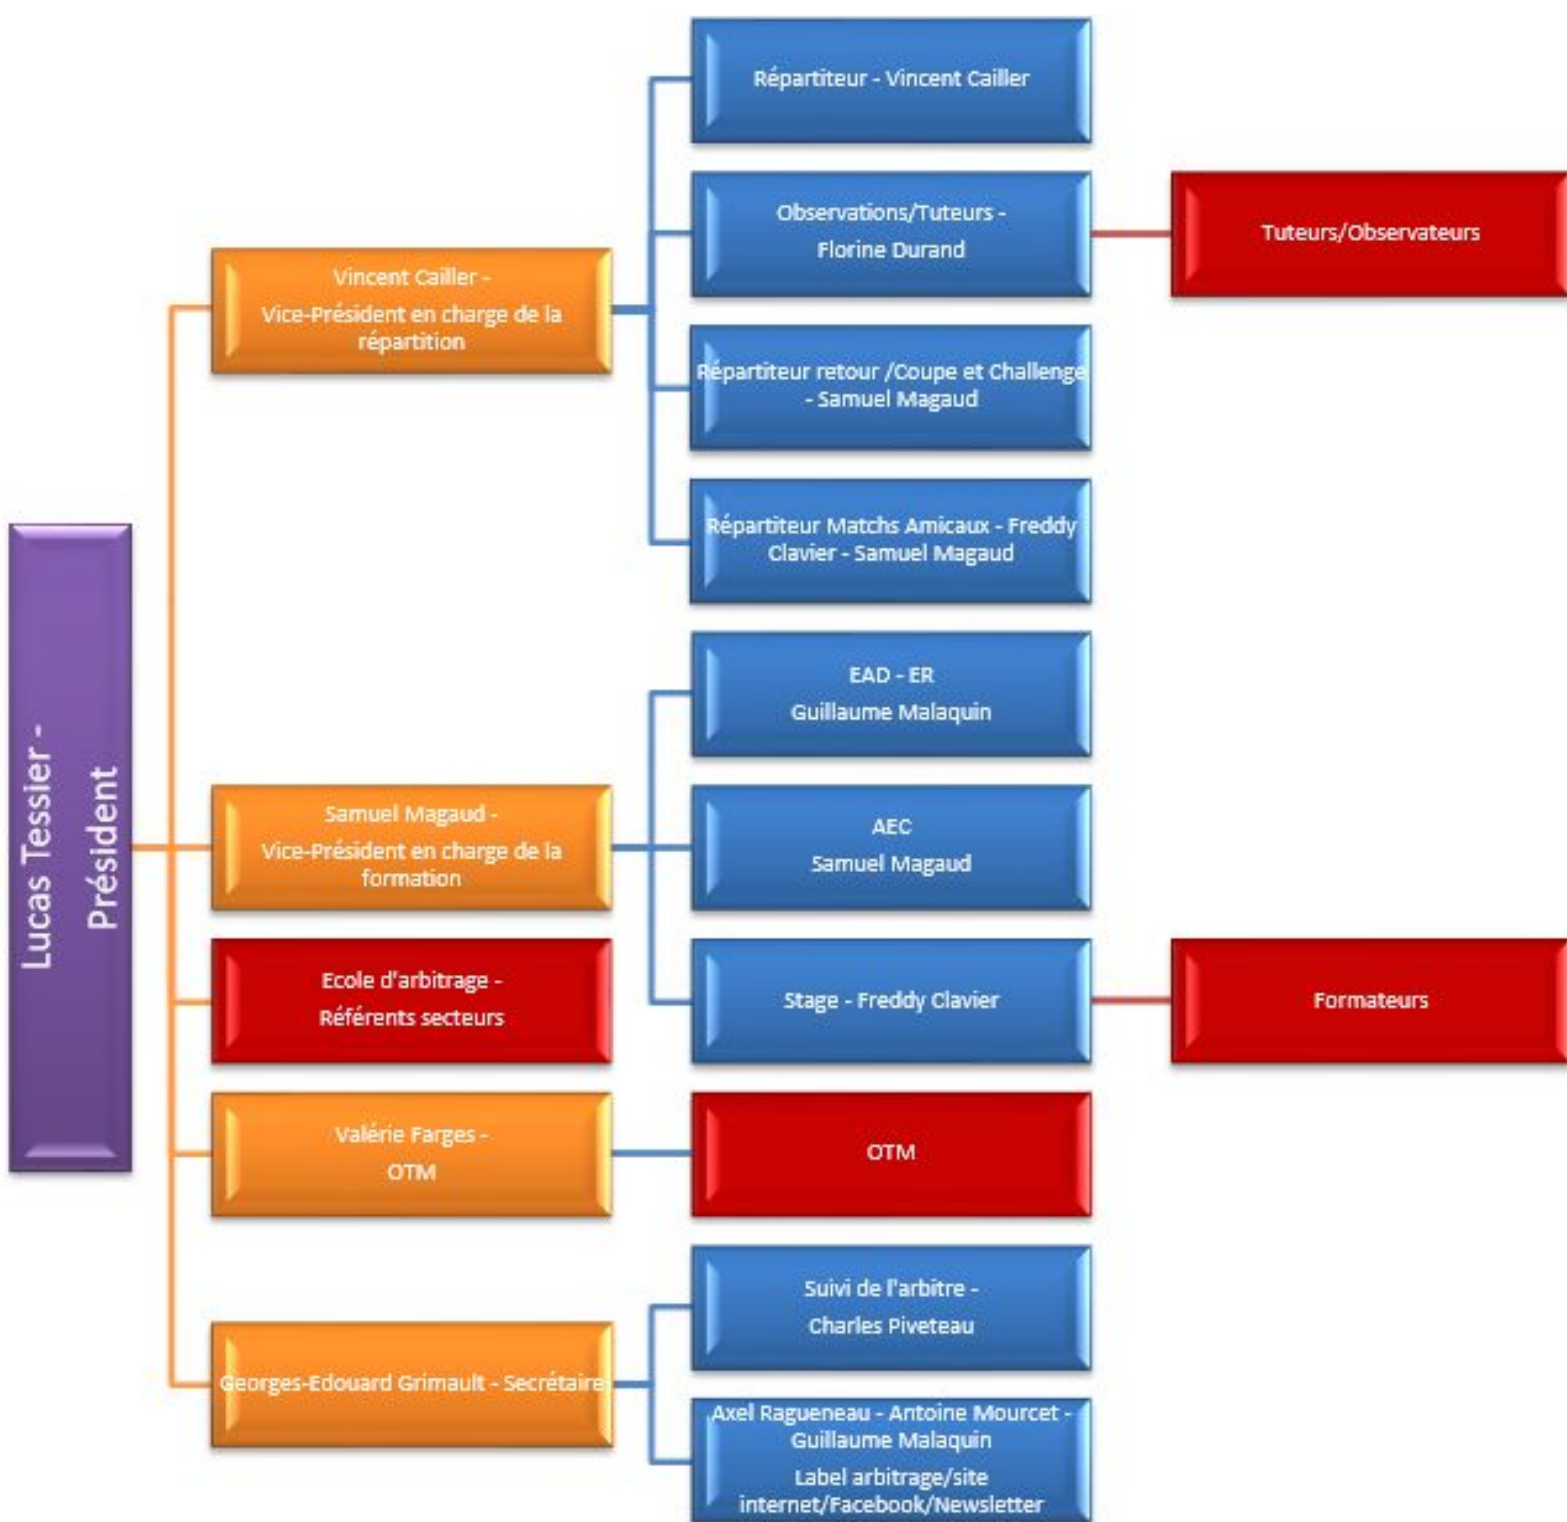 Lucas Tessier -
Président
Vincent Cailler -
Vice-Président en charge de la
répartition
Répartiteur - Vincent Cailler
Observations/Tuteurs -
Florine Durand
Tuteurs/Observateurs
Répartiteur retour /Coupe et Challenge
- Samuel Magaud
Répartiteur Matchs Amicaux - Freddy
Clavier - Samuel Magaud
Samuel Magaud -
Vice-Président en charge de la
formation
EAD - ER
Guillaume Malaquin
AEC
Samuel Magaud
Stage - Freddy Clavier
Formateurs
Ecole d'arbitrage -
Référents secteurs
Valérie Farges -
OTM
OTM
Georges-Edouard Grimault - Secrétaire
Suivi de l'arbitre -
Charles Piveteau
Axel Ragueneau - Antoine Mourcet -
Guillaume Malaquin
Label arbitrage/site
internet/Facebook/Newsletter